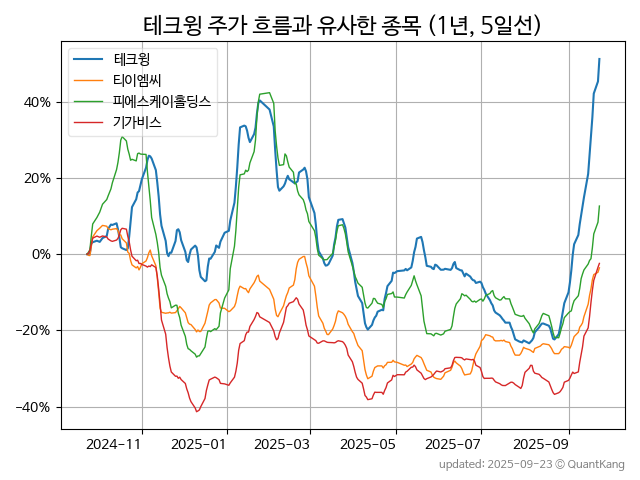 테크윙 주가 흐름과 유사한 종목 (1년, 5일선)
테크윙
티이엠씨
피에스케이홀딩스
기가비스
40%
20%
0%
−20%
−40%
2024-11
2025-01
2025-03
2025-05
2025-07
2025-09
updated: 2025-09-23 © QuantKang